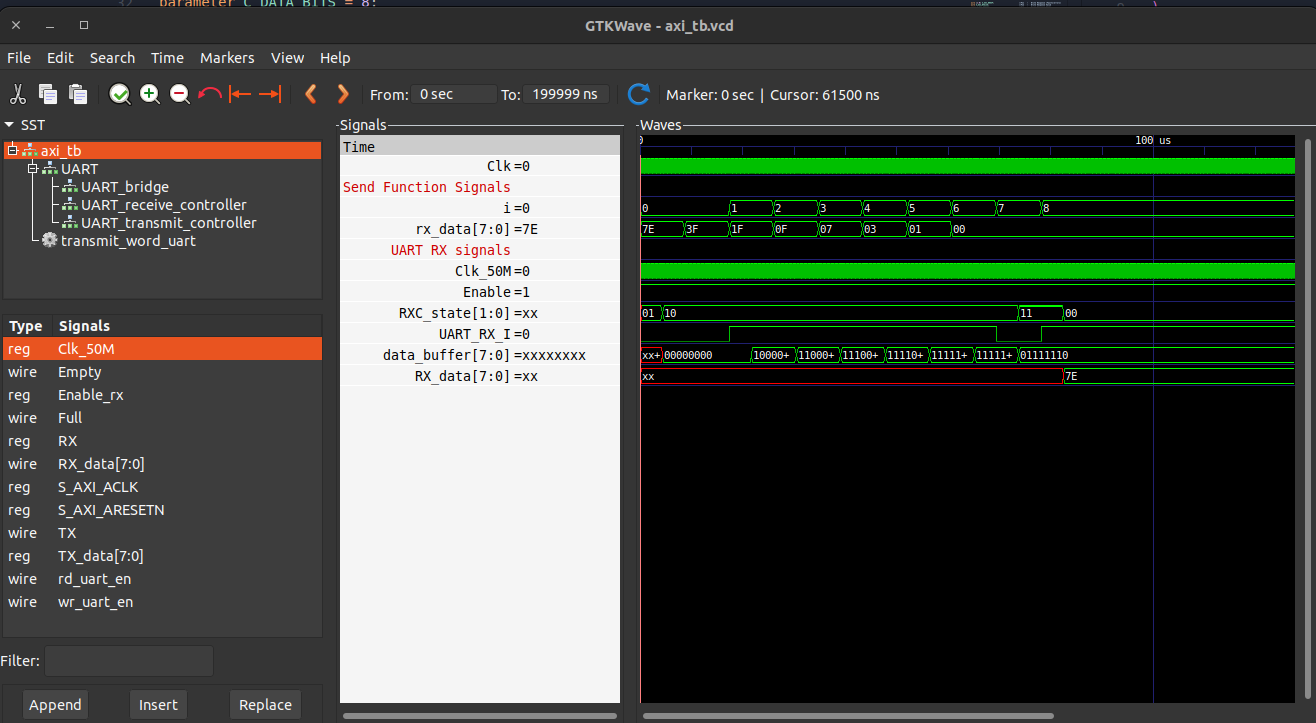 32 parameter C_DATA_BITS = 8;
GTKWave - axi_tb.vcd
File Edit Search Time Markers View Help
From: 0 sec To: 199999 ns Marker: 0 sec | Cursor: 61500 ns
SST
axi_tb
UART
UART_bridge
UART_receive_controller
UART_transmit_controller
transmit_word_uart
Type Signals
reg Clk_50M
wire Empty
reg Enable_rx
wire Full
reg RX
wire RX_data[7:0]
reg S_AXI_ACLK
reg S_AXI_ARESETN
wire TX
reg TX_data[7:0]
wire rd_uart_en
wire wr_uart_en
Filter:
Append Insert Replace
Signals
Time
Clk=0
Send Function Signals
i=0
rx_data[7:0]=7E
UART RX signals
Clk_50M=0
Enable=1
RXC_state[1:0]=xx
UART_RX_I=0
data_buffer[7:0]=xxxxxxxx
RX_data[7:0]=xx
Waves
0 100 us
0 1 2 3 4 5 6 7 8
7E 3F 1F 0F 07 03 01 00
01 10 11 00
xx+ 00000000 10000+ 11000+ 11100+ 11110+ 11111+ 11111+ 01111110
xx 7E